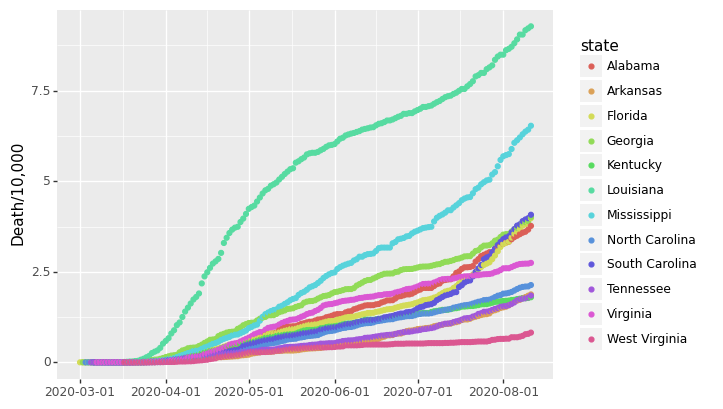 Death/10,000
7.5
5
2.5
0
2020-03-01 2020-04-01 2020-05-01 2020-06-01 2020-07-01 2020-08-01
state
Alabama
Arkansas
Florida
Georgia
Kentucky
Louisiana
Mississippi
North Carolina
South Carolina
Tennessee
Virginia
West Virginia